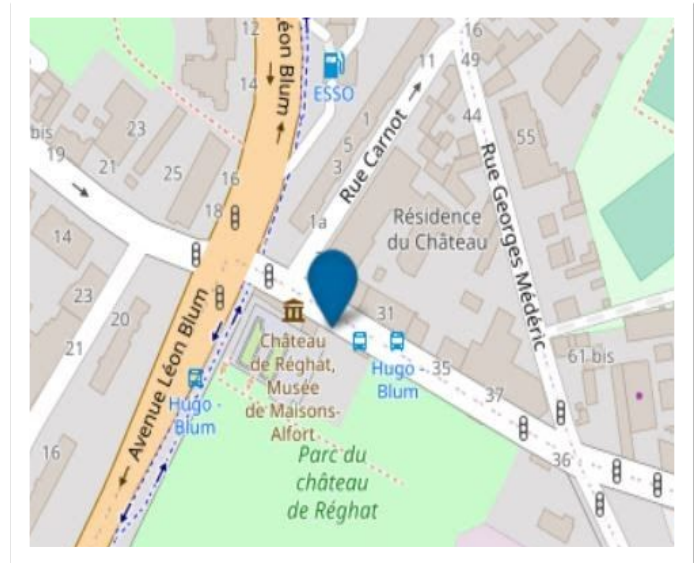 12
14
éon Blum
ESSO
11
16
49
44
55
bis
19
23
21
25
16
18
1
5
3
1a
Rue Carnot
Rue Georges Médéric
Résidence
du Château
14
23
20
21
16
Avenue Léon Blum
Château
de Réghat,
Musée
de Maisons-
Alfort
31
Hugo -
Blum
35
37
61 bis
36
Hugo -
Blum
Parc du
château
de Réghat